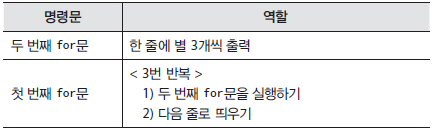 명령문 역할
두 번째 for문 한 줄에 별 3개씩 출력
첫 번째 for문
< 3번 반복 >
1) 두 번째 for문을 실행하기
2) 다음 줄로 띄우기